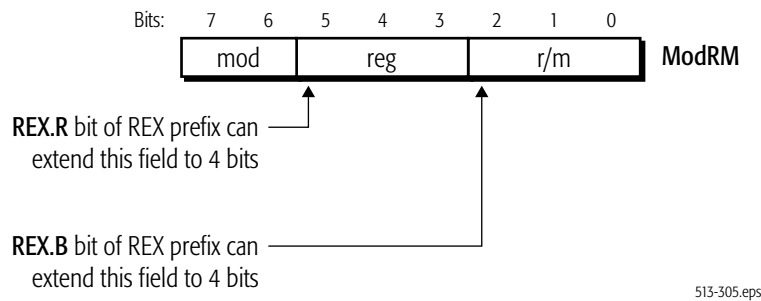 Bits: 7 6 5 4 3 2 1 0
mod reg r/m ModRM
REX.R bit of REX prefix can
extend this field to 4 bits
REX.B bit of REX prefix can
extend this field to 4 bits
513-305.eps